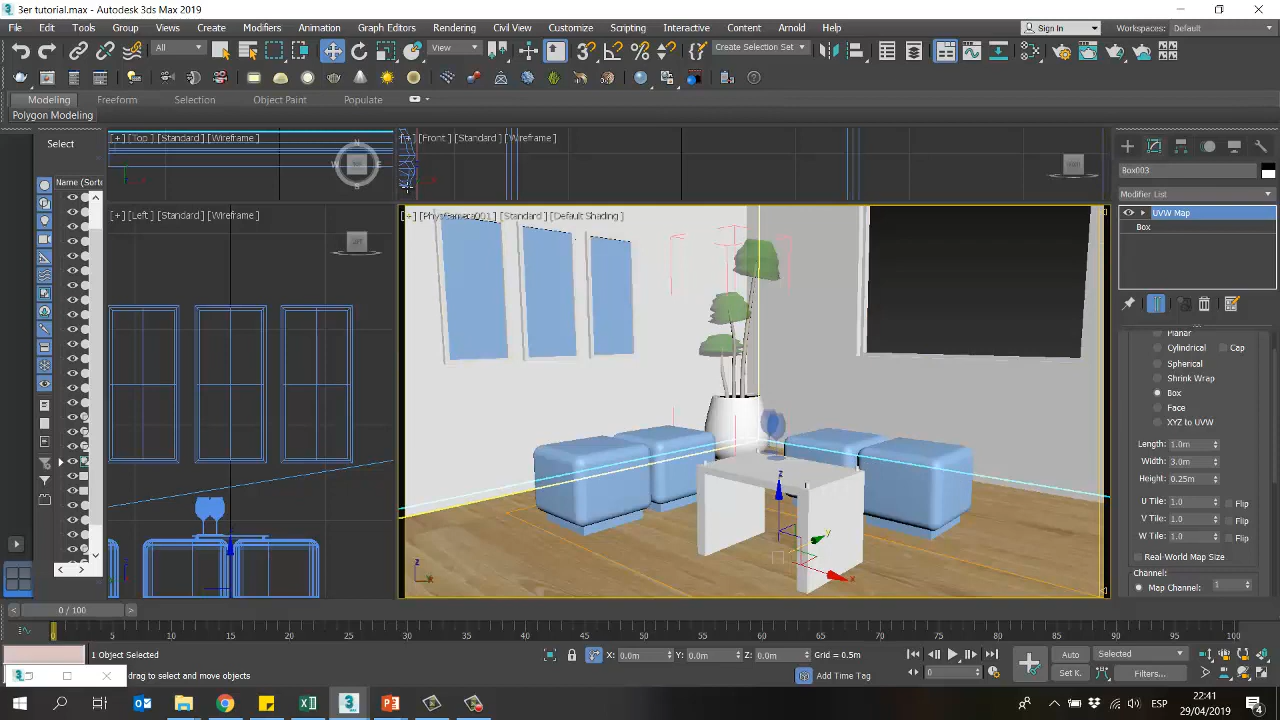 3er tutorial.max - Autodesk 3ds Max 2019
File Edit Tools Group Views Create Modifiers Animation Graph Editors Rendering Civil View Customize Scripting Interactive Content Arnold Help Sign In Workspaces: Default
All View Create Selection Set
Modeling Freeform Selection Object Paint Populate
Polygon Modeling
[+] [Top ] [Standard ] [Wireframe ]
[+] [Front ] [Standard ] [Wireframe ]
Select
Name (Sorte
N
W E
S
[+] [Left ] [Standard ] [Wireframe ]
[+] [PhysCamera001 ] [Standard ] [Default Shading ]
LEFT
z
x
y
Box003
Modifier List
UVW Map
Box
Planar
Cylindrical Cap
Spherical
Shrink Wrap
Box
Face
XYZ to UVW
Length: 1.0m
Width: 3.0m
Height: 0.25m
U Tile: 1.0 Flip
V Tile: 1.0 Flip
W Tile: 1.0 Flip
Real-World Map Size
Channel:
Map Channel: 1
0 / 100
0 5 10 15 20 25 30 35 40 45 50 55 60 65 70 75 80 85 90 95 100
1 Object Selected
X: 0.0m Y: 0.0m Z: 0.0m Grid = 0.5m
Auto Selected
drag to select and move objects
Add Time Tag
0
Set K. Filters...
ESP
22:41
29/04/2019
4